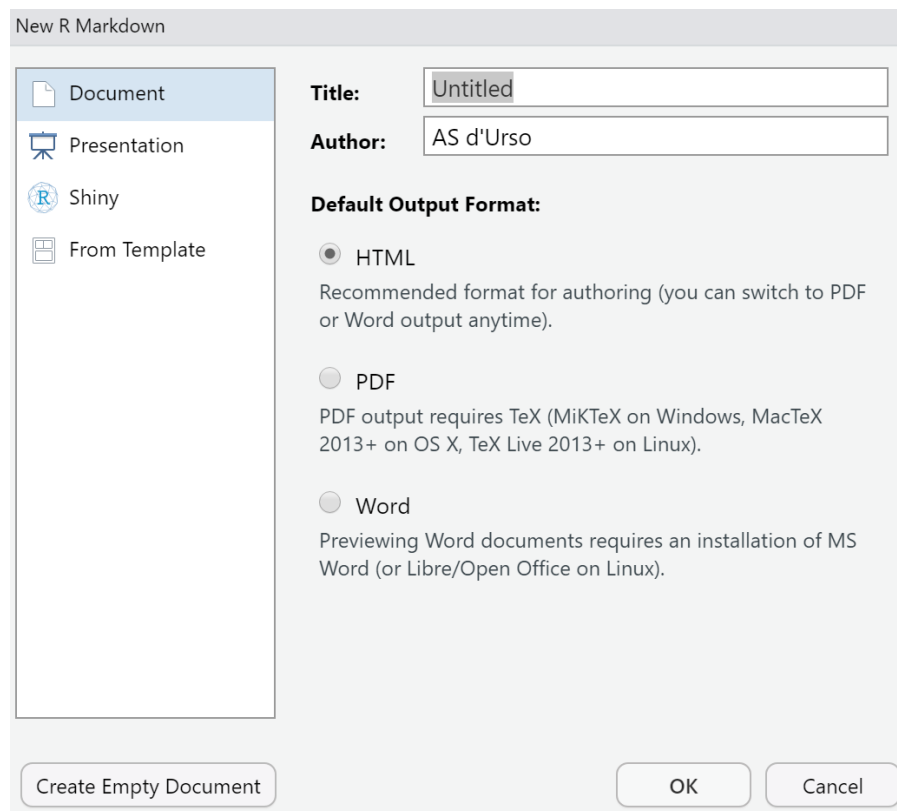 New R Markdown
Document
Presentation
R Shiny
From Template
Title: Untitled
Author: AS d'Urso
Default Output Format:
HTML
Recommended format for authoring (you can switch to PDF
or Word output anytime).
PDF
PDF output requires TeX (MiKTeX on Windows, MacTeX
2013+ on OS X, TeX Live 2013+ on Linux).
Word
Previewing Word documents requires an installation of MS
Word (or Libre/Open Office on Linux).
Create Empty Document
OK
Cancel